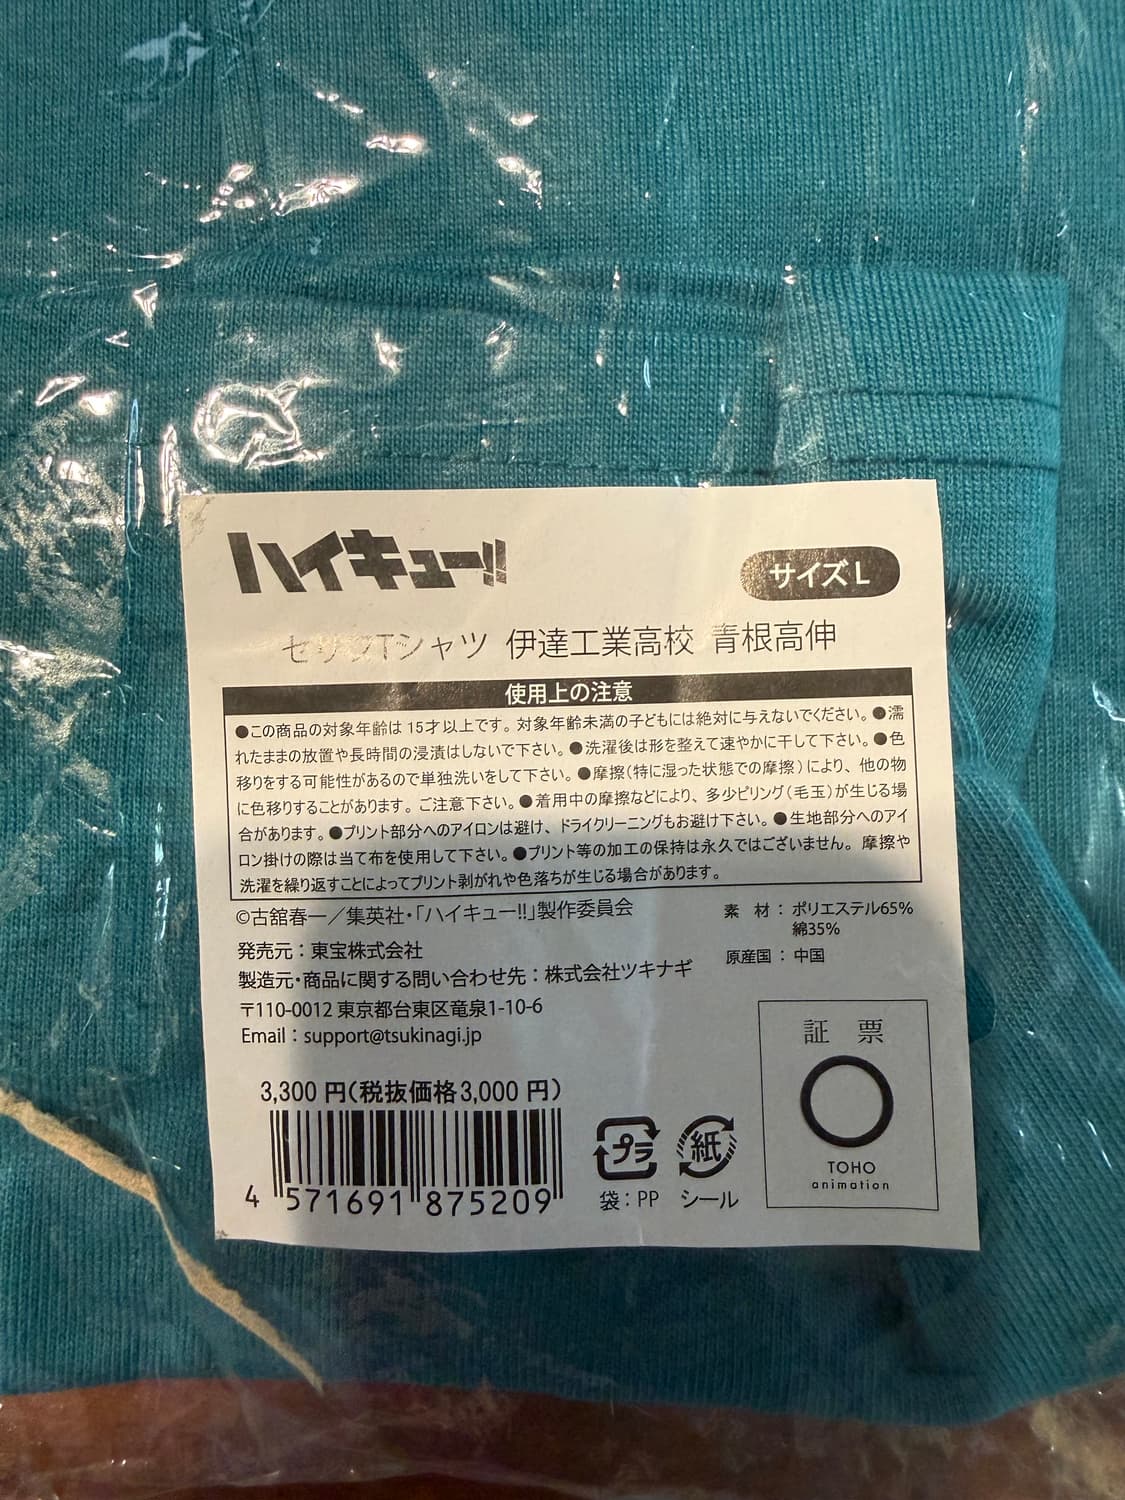 ハイキュー!!
サイズL
セリフTシャツ 伊達工業高校 青根高伸
使用上の注意
●この商品の対象年齢は15才以上です。対象年齢未満の子どもには絶対に与えないでください。●濡
れたままの放置や長時間の浸漬はしないで下さい。●洗濯後は形を整えて速やかに干して下さい。●色
移りをする可能性があるので単独洗いをして下さい。●摩擦(特に湿った状態での摩擦)により、他の物
に色移りすることがあります。ご注意下さい。●着用中の摩擦などにより、多少ピリング(毛玉)が生じる場
合があります。●プリント部分へのアイロンは避け、ドライクリーニングもお避け下さい。●生地部分へのアイ
ロン掛けの際は当て布を使用して下さい。●プリント等の加工の保持は永久ではございません。摩擦や
洗濯を繰り返すことによってプリント剥がれや色落ちが生じる場合があります。
©古舘春一／集英社・「ハイキュー!!」製作委員会
素 材：ポリエステル65%
綿35%
発売元：東宝株式会社
原産国：中国
製造元・商品に関する問い合わせ先：株式会社ツキナギ
〒110-0012 東京都台東区竜泉1-10-6
Email：support@tsukinagi.jp
証 票
TOHO
animation
3,300 円(税抜価格3,000 円)
4 571691 875209
プラ
袋：PP
紙
シール